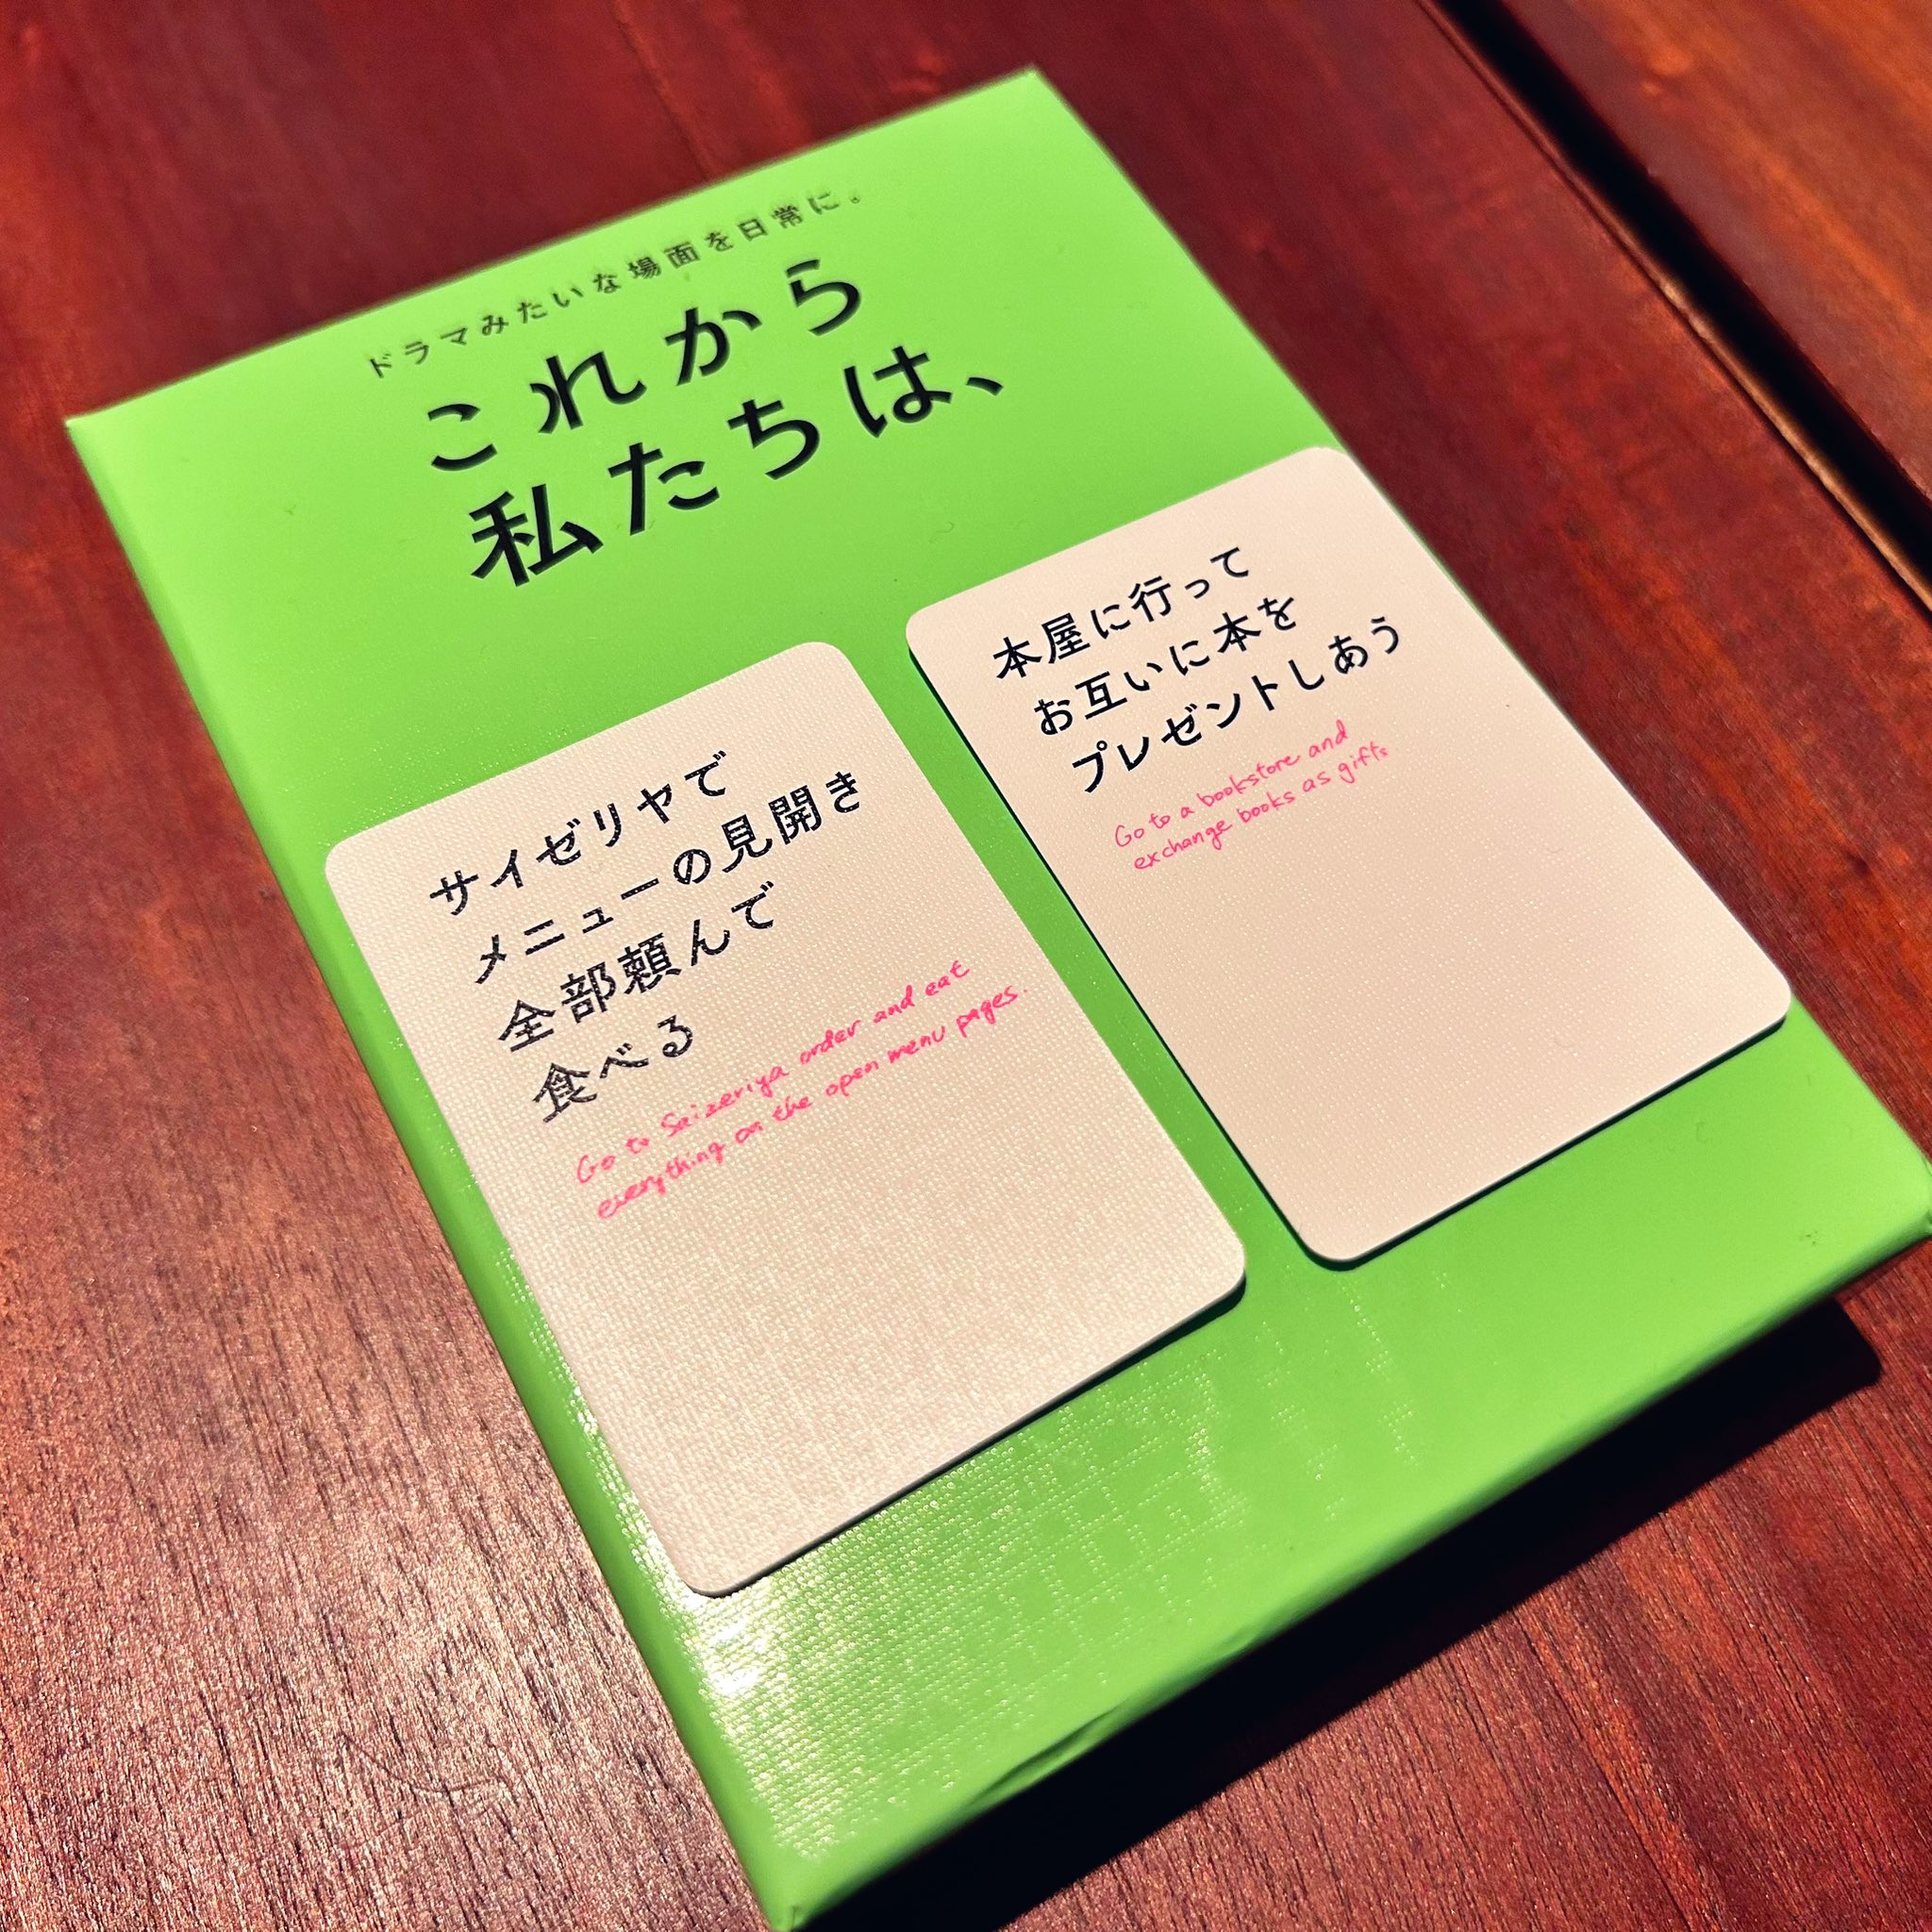 ドラマみたいな場面を日常に。
これから
私たちは、
サイゼリヤで
メニューの見開き
全部頼んで
食べる
Go to Saizeriya order and eat
everything on the open menu pages.
本屋に行って
お互いに本を
プレゼントしあう
Go to a bookstore and
exchange books as gifts